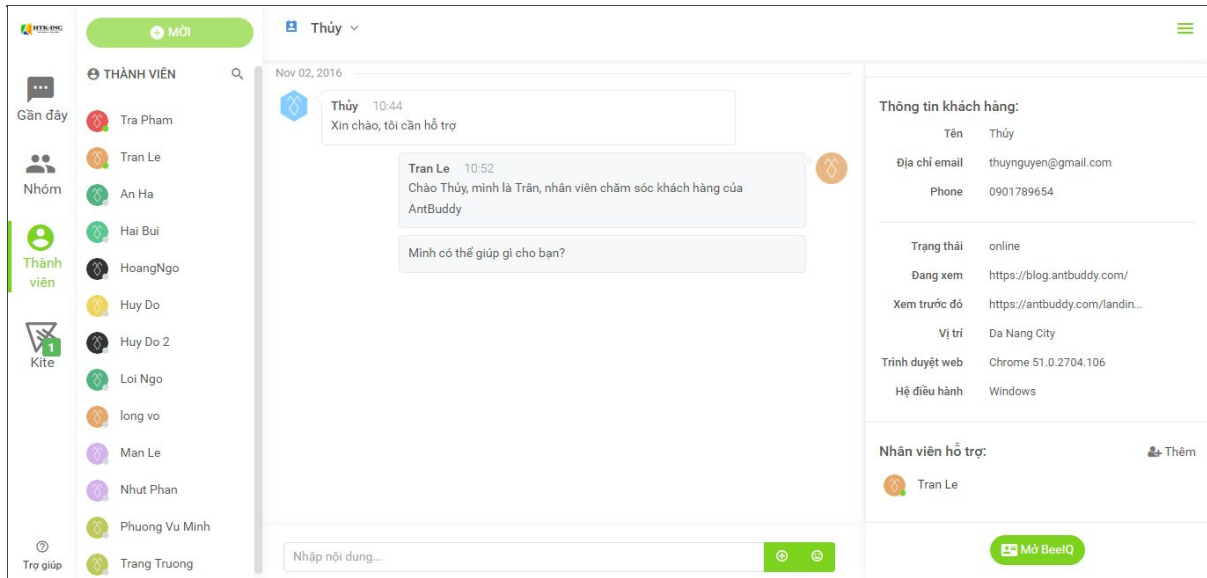 HTK-INC
MỜI
Thủy
Gần đây
Nhóm
Thành
viên
1
Kite
Trợ giúp
THÀNH VIÊN
Tra Pham
Tran Le
An Ha
Hai Bui
HoangNgo
Huy Do
Huy Do 2
Loi Ngo
long vo
Man Le
Nhut Phan
Phuong Vu Minh
Trang Truong
Nov 02, 2016
Thủy 10:44
Xin chào, tôi cần hỗ trợ
Tran Le 10:52
Chào Thủy, mình là Trân, nhân viên chăm sóc khách hàng của
AntBuddy
Mình có thể giúp gì cho bạn?
Nhập nội dung...
Thông tin khách hàng:
Tên Thủy
Địa chỉ email thuynguyen@gmail.com
Phone 0901789654
Trạng thái online
Đang xem https://blog.antbuddy.com/
Xem trước đó https://antbuddy.com/landin...
Vị trí Da Nang City
Trình duyệt web Chrome 51.0.2704.106
Hệ điều hành Windows
Nhân viên hỗ trợ: Thêm
Tran Le
Mở BeeIQ